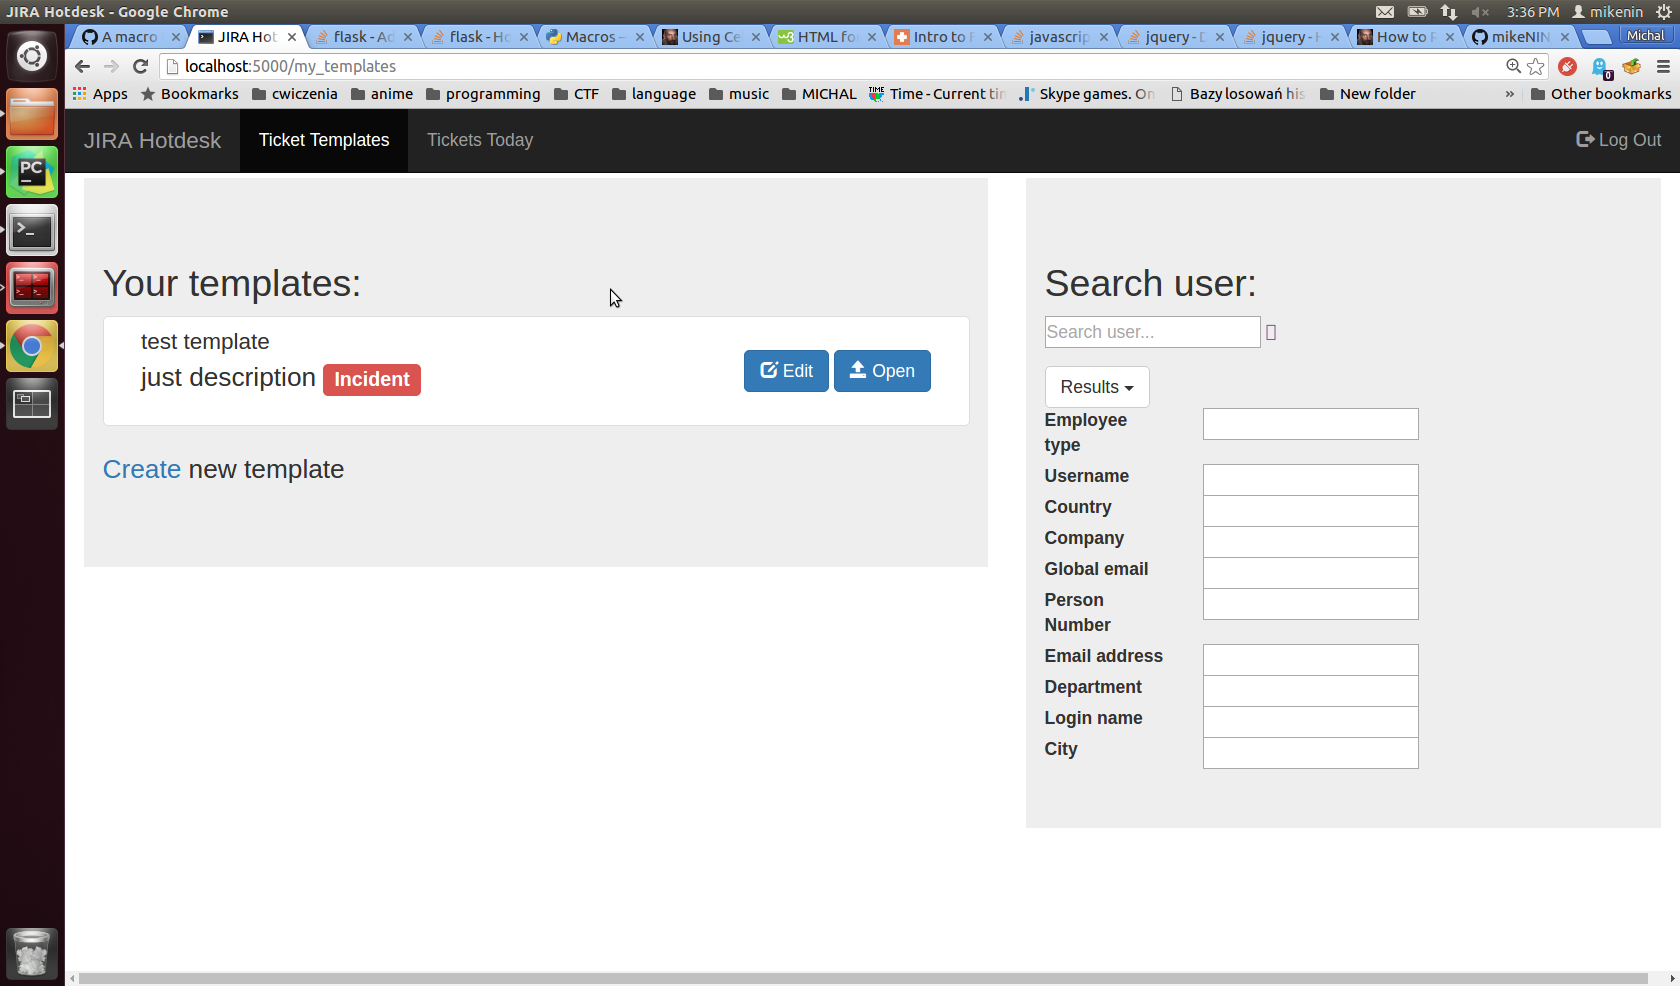 JIRA Hotdesk - Google Chrome
3:36 PM mikenin
A macro JIRA Hot flask - Ad flask - Ho Macros – Using Ce HTML fo Intro to F javascrip jquery - D jquery - H How to mikeNIN Michal
localhost:5000/my_templates
Apps Bookmarks cwiczenia anime programming CTF language music MICHAL Time - Current tin Skype games. On Bazy losowań his New folder » Other bookmarks
JIRA Hotdesk Ticket Templates Tickets Today Log Out
Your templates:
test template
just description Incident
Edit Open
Create new template
Search user:
Search user...
Results
Employee
type
Username
Country
Company
Global email
Person
Number
Email address
Department
Login name
City